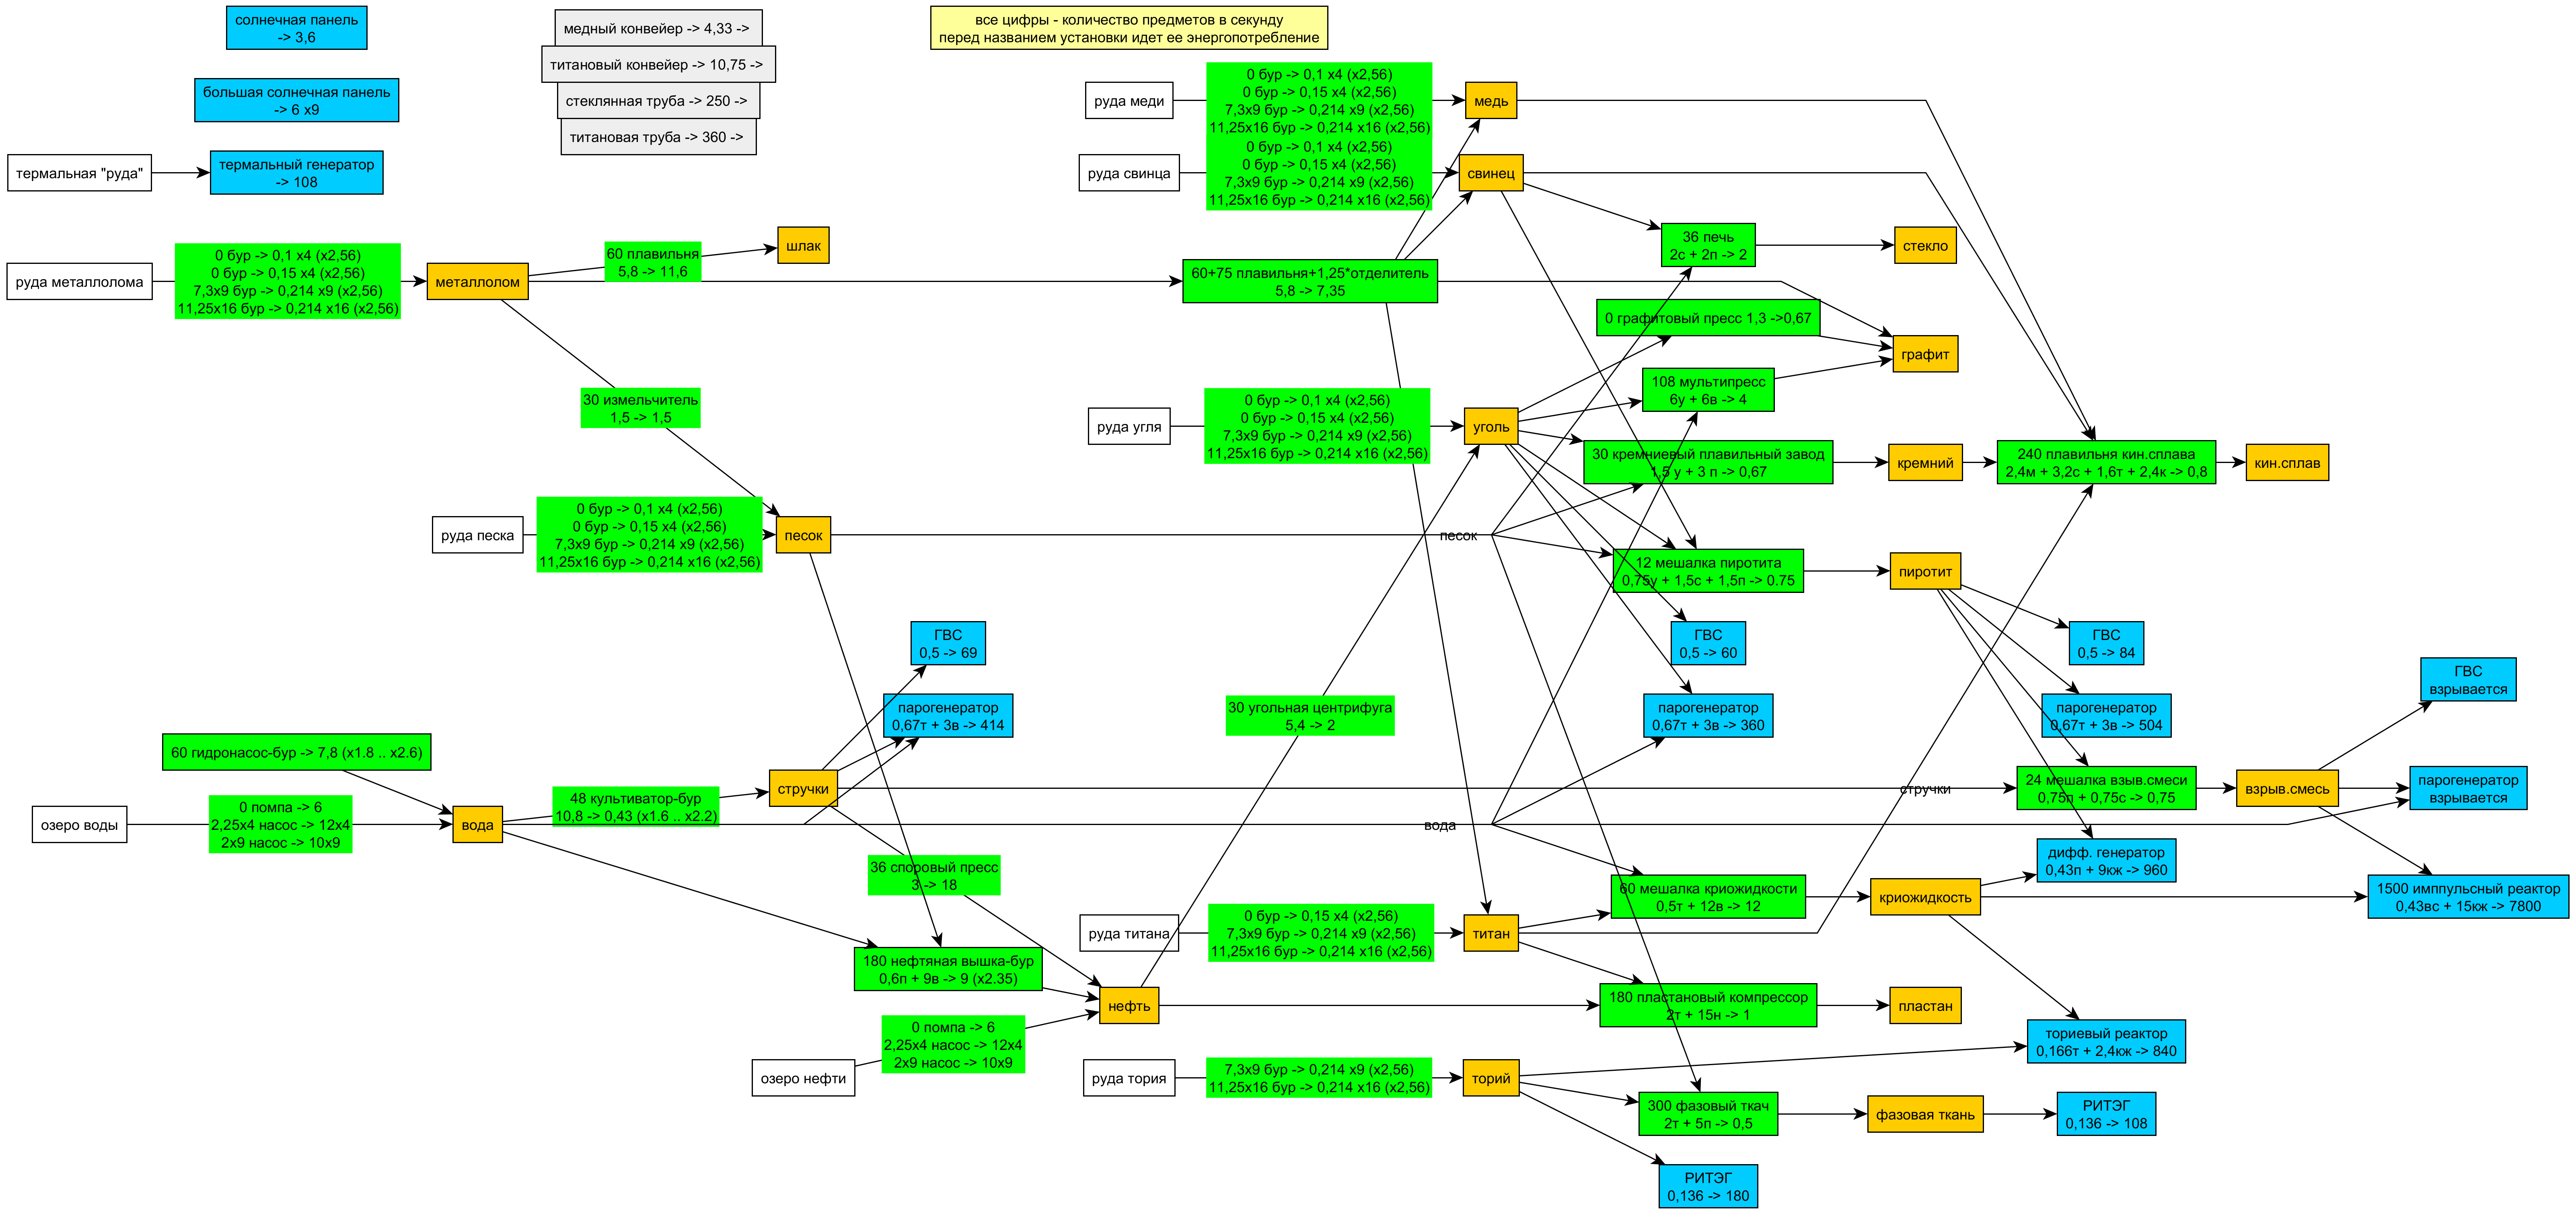 солнечная панель
-> 3,6
большая солнечная панель
-> 6 x9
термальная "руда"
термальный генератор
-> 108
медный конвейер -> 4,33 ->
титановый конвейер -> 10,75 ->
стеклянная труба -> 250 ->
титановая труба -> 360 ->
все цифры - количество предметов в секунду
перед названием установки идет ее энергопотребление
руда меди
0 бур -> 0,1 x4 (x2,56)
0 бур -> 0,15 x4 (x2,56)
7,3x9 бур -> 0,214 x9 (x2,56)
11,25x16 бур -> 0,214 x16 (x2,56)
медь
руда свинца
0 бур -> 0,1 x4 (x2,56)
0 бур -> 0,15 x4 (x2,56)
7,3x9 бур -> 0,214 x9 (x2,56)
11,25x16 бур -> 0,214 x16 (x2,56)
свинец
руда металлолома
0 бур -> 0,1 x4 (x2,56)
0 бур -> 0,15 x4 (x2,56)
7,3x9 бур -> 0,214 x9 (x2,56)
11,25x16 бур -> 0,214 x16 (x2,56)
металлолом
60 плавильня
5,8 -> 11,6
шлак
60+75 плавильня+1,25*отделитель
5,8 -> 7,35
36 печь
2с + 2п -> 2
стекло
0 графитовый пресс 1,3 ->0,67
графит
108 мультипресс
6у + 6в -> 4
30 измельчитель
1,5 -> 1,5
руда угля
0 бур -> 0,1 x4 (x2,56)
0 бур -> 0,15 x4 (x2,56)
7,3x9 бур -> 0,214 x9 (x2,56)
11,25x16 бур -> 0,214 x16 (x2,56)
уголь
30 кремниевый плавильный завод
1,5 у + 3 п -> 0,67
кремний
240 плавильня кин.сплава
2,4м + 3,2с + 1,6т + 2,4к -> 0,8
кин.сплав
руда песка
0 бур -> 0,1 x4 (x2,56)
0 бур -> 0,15 x4 (x2,56)
7,3x9 бур -> 0,214 x9 (x2,56)
11,25x16 бур -> 0,214 x16 (x2,56)
песок
песок
12 мешалка пиротита
0,75у + 1,5с + 1,5п -> 0.75
пиротит
ГВС
0,5 -> 69
ГВС
0,5 -> 60
ГВС
0,5 -> 84
ГВС
взрывается
парогенератор
0,67т + 3в -> 414
30 угольная центрифуга
5,4 -> 2
парогенератор
0,67т + 3в -> 360
парогенератор
0,67т + 3в -> 504
60 гидронасос-бур -> 7,8 (x1.8 .. x2.6)
озеро воды
0 помпа -> 6
2,25x4 насос -> 12x4
2x9 насос -> 10x9
вода
48 культиватор-бур
10,8 -> 0,43 (x1.6 .. x2.2)
стручки
стручки
24 мешалка взыв.смеси
0,75п + 0,75с -> 0,75
взрыв.смесь
парогенератор
взрывается
вода
36 споровый пресс
3 -> 18
дифф. генератор
0,43п + 9кж -> 960
60 мешалка криожидкости
0,5т + 12в -> 12
криожидкость
1500 имппульсный реактор
0,43вс + 15кж -> 7800
руда титана
0 бур -> 0,15 x4 (x2,56)
7,3x9 бур -> 0,214 x9 (x2,56)
11,25x16 бур -> 0,214 x16 (x2,56)
титан
180 нефтяная вышка-бур
0,6п + 9в -> 9 (x2.35)
нефть
180 пластановый компрессор
2т + 15н -> 1
пластан
озеро нефти
0 помпа -> 6
2,25x4 насос -> 12x4
2x9 насос -> 10x9
ториевый реактор
0,166т + 2,4кж -> 840
руда тория
7,3x9 бур -> 0,214 x9 (x2,56)
11,25x16 бур -> 0,214 x16 (x2,56)
торий
300 фазовый ткач
2т + 5п -> 0,5
фазовая ткань
РИТЭГ
0,136 -> 108
РИТЭГ
0,136 -> 180